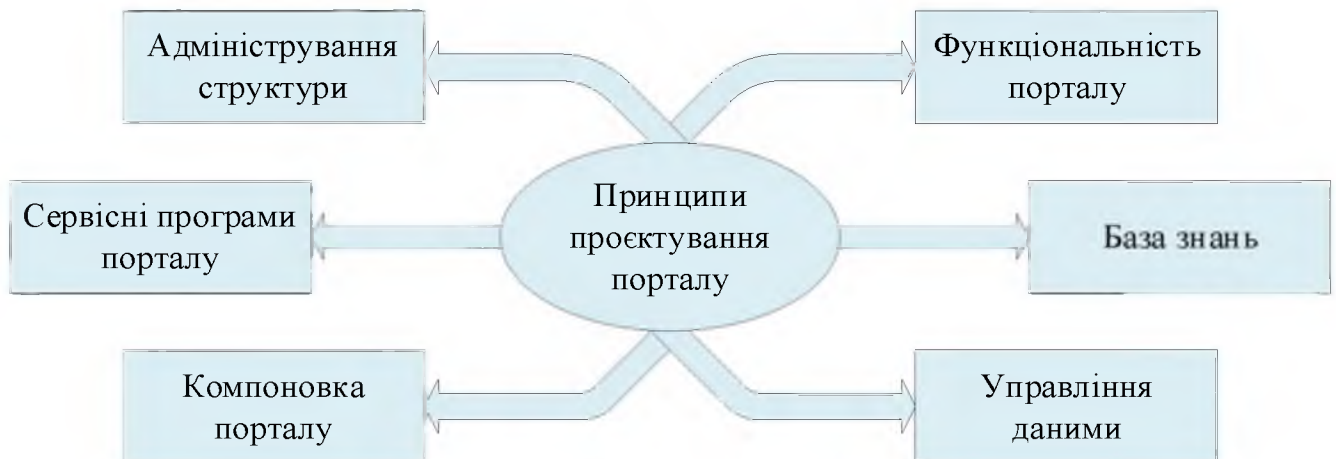 Адміністрування
структури
Функціональність
порталу
Сервісні програми
порталу
Принципи
проєктування
порталу
База знань
Компоновка
порталу
Управління
даними